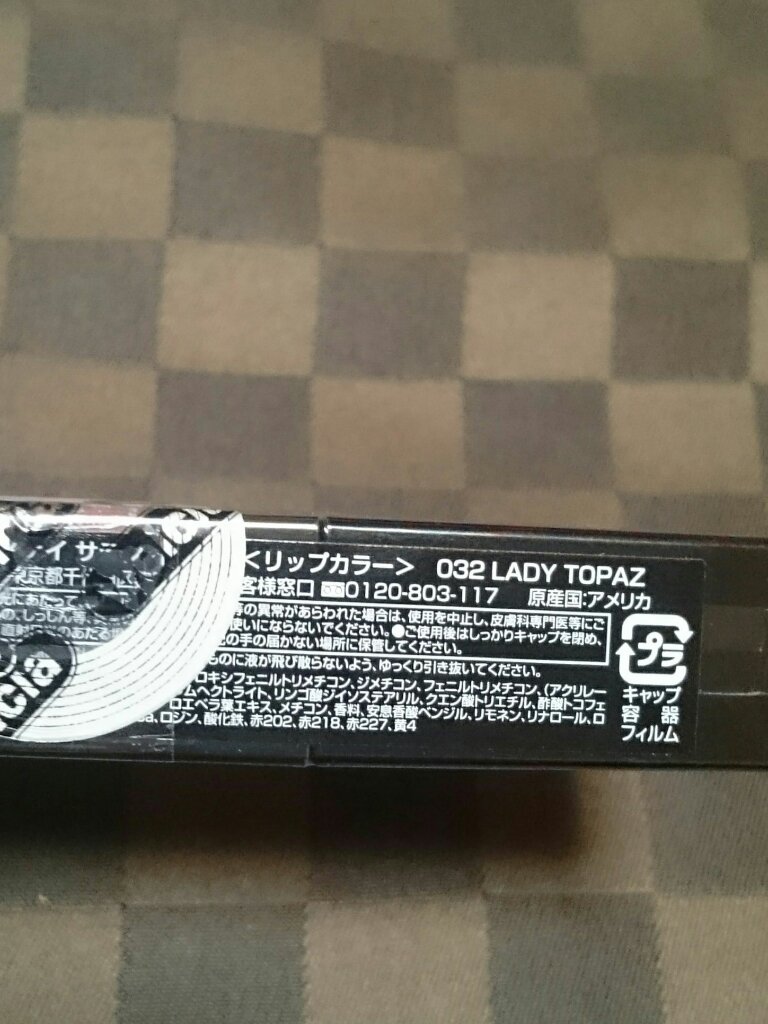 <リップカラー> 032 LADY TOPAZ
東京都千
客様窓口 0120-803-117 原産国:アメリカ
等の異常があらわれた場合は、使用を中止し、皮膚科専門医等にご
使いにならないでください。●ご使用後はしっかりキャップを閉め、
の手の届かない場所に保管してください。
ものに液が飛び散らないよう、ゆっくり引き抜いてください。
ロキシフェニルトリメチコン、ジメチコン、フェニルトリメチコン、(アクリレー
ムヘクトライト、リンゴ酸ジイソステアリル、クエン酸トリエチル、酢酸トコフェ
ロエベラ葉エキス、メチコン、香料、安息香酸ベンジル、リモネン、リナロール、ロ
ロジン、酸化鉄、赤202、赤218、赤227、黄4
プラ
キャップ
容器
フィルム